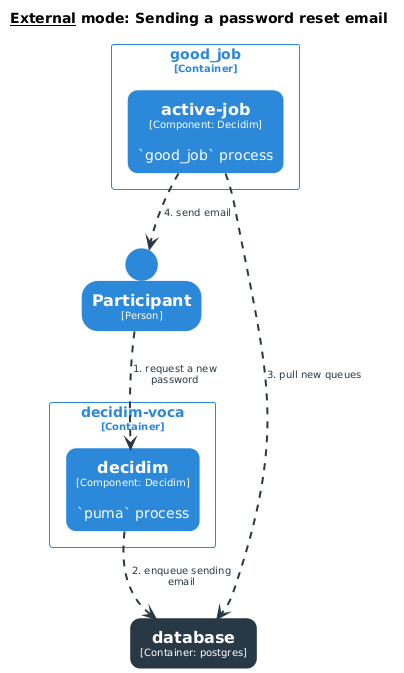 External mode: Sending a password reset email
good_job
[Container]
active-job
[Component: Decidim]
`good_job` process
4. send email
Participant
[Person]
1. request a new
password
3. pull new queues
decidim-voca
[Container]
decidim
[Component: Decidim]
`puma` process
2. enqueue sending
email
database
[Container: postgres]